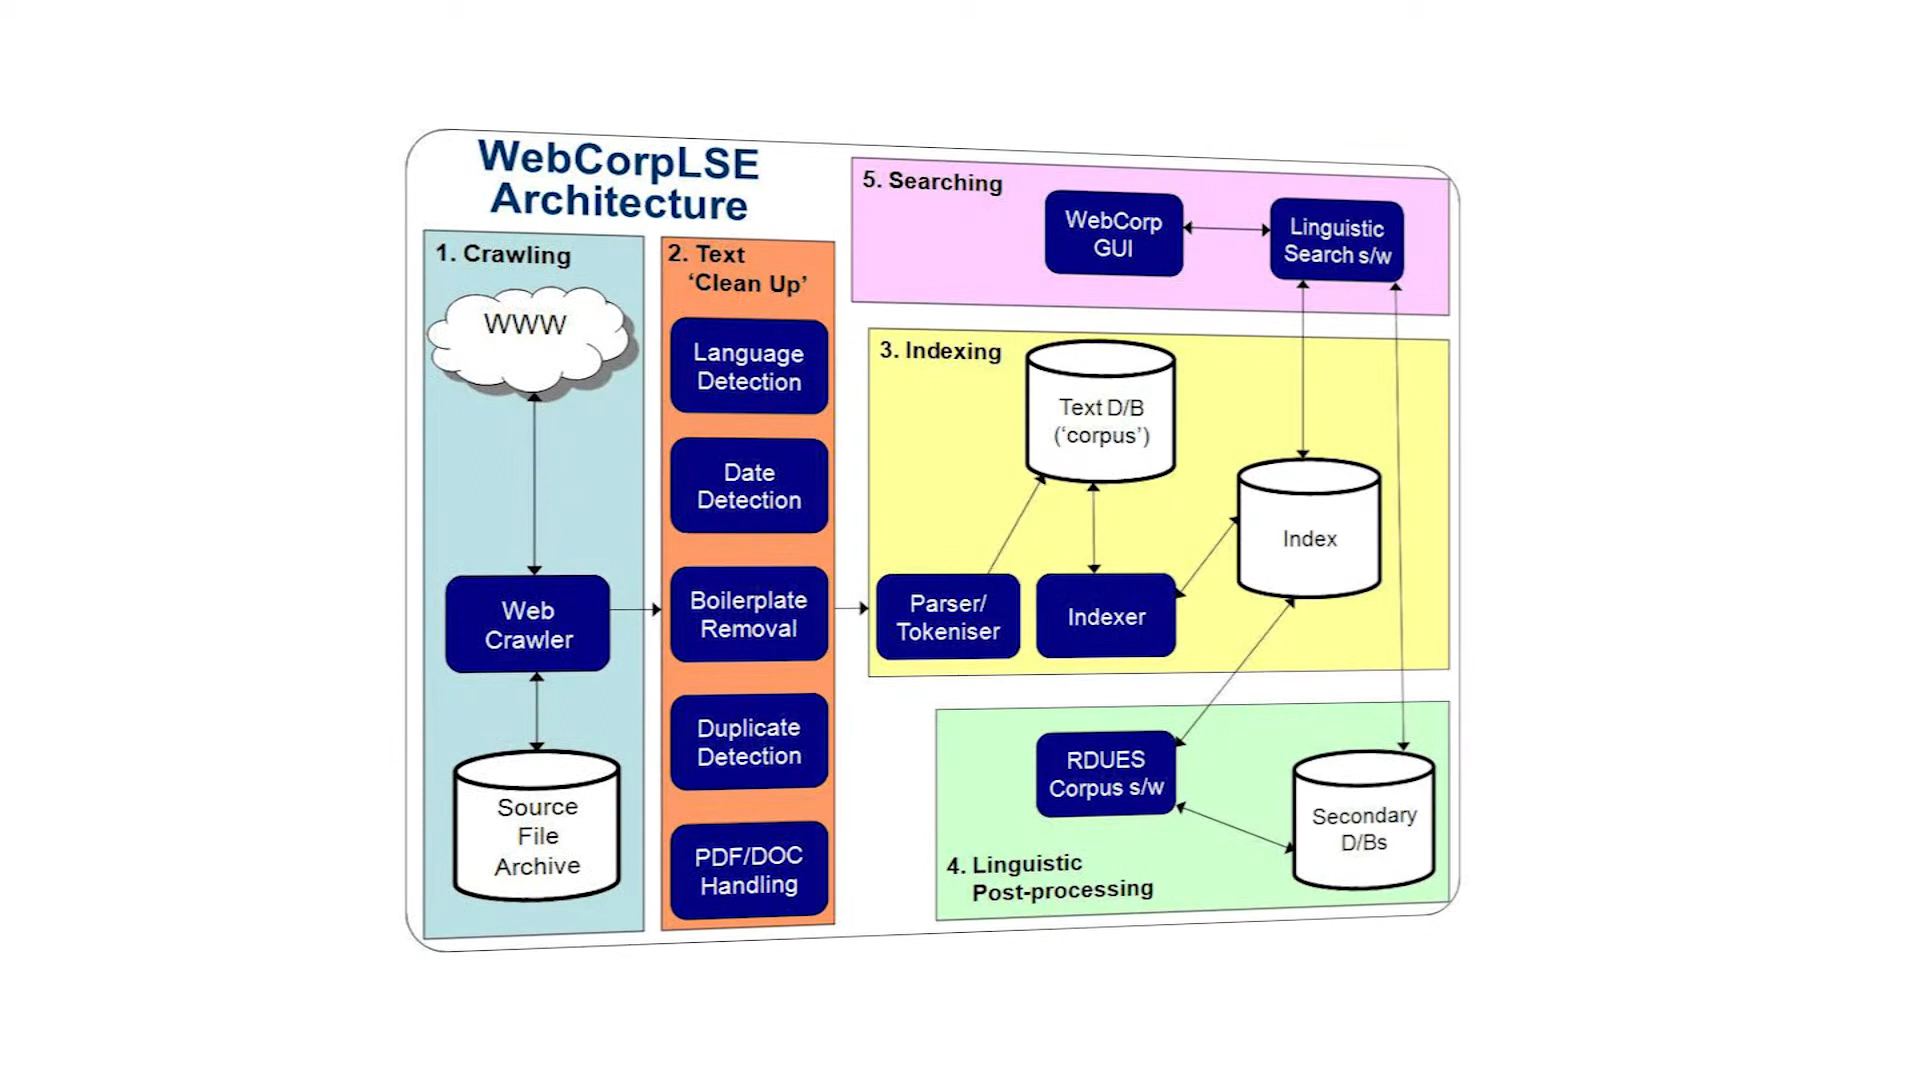 WebCorpLSE
Architecture
1. Crawling
WWW
Web
Crawler
Source
File
Archive
2. Text
‘Clean Up’
Language
Detection
Date
Detection
Boilerplate
Removal
Duplicate
Detection
PDF/DOC
Handling
5. Searching
WebCorp
GUI
Linguistic
Search s/w
3. Indexing
Text D/B
(‘corpus’)
Index
Parser/
Tokeniser
Indexer
RDUES
Corpus s/w
Secondary
D/Bs
4. Linguistic
Post-processing